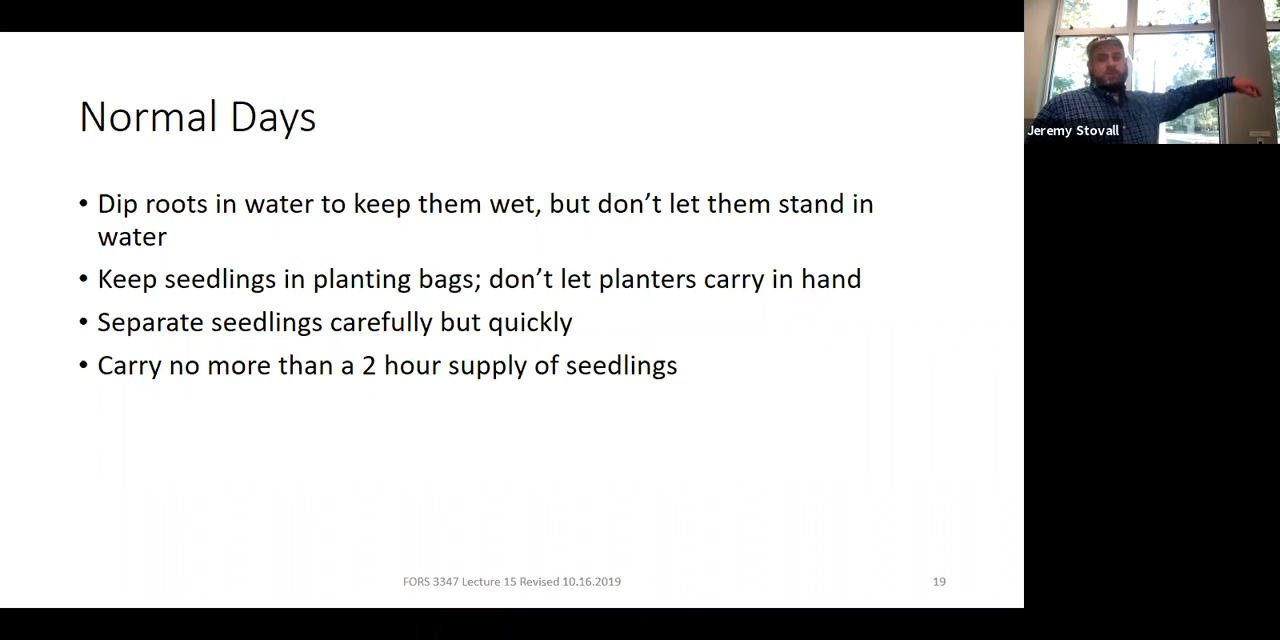 Normal Days
• Dip roots in water to keep them wet, but don’t let them stand in
water
• Keep seedlings in planting bags; don’t let planters carry in hand
• Separate seedlings carefully but quickly
• Carry no more than a 2 hour supply of seedlings
FORS 3347 Lecture 15 Revised 10.16.2019
19
Jeremy Stovall